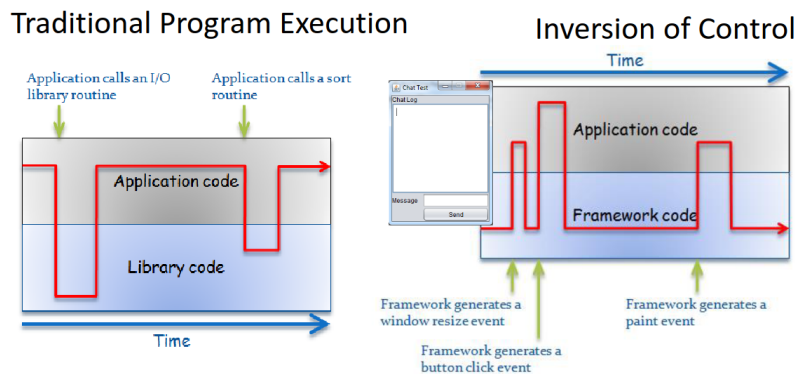 Traditional Program Execution
Inversion of Control
Time
Application calls an I/O
library routine
Application calls a sort
routine
Application code
Library code
Time
Chat Test
Chat Log
Message
Send
Application code
Framework code
Framework generates a
window resize event
Framework generates a
paint event
Framework generates a
button click event